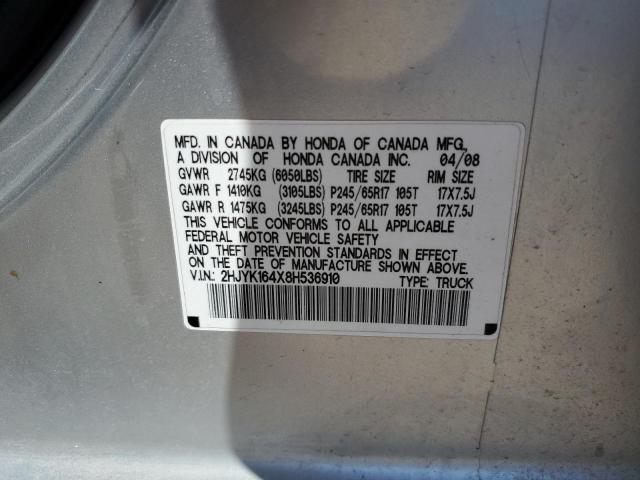 MFD. IN CANADA BY HONDA OF CANADA MFG.,
A DIVISION OF HONDA CANADA INC. 04/08
GVWR 2745KG (6050LBS) TIRE SIZE RIM SIZE
GAWR F 1410KG (3105LBS) P245/65R17 105T 17X7.5J
GAWR R 1475KG (3245LBS) P245/65R17 105T 17X7.5J
THIS VEHICLE CONFORMS TO ALL APPLICABLE
FEDERAL MOTOR VEHICLE SAFETY
AND THEFT PREVENTION STANDARDS IN EFFECT
ON THE DATE OF MANUFACTURE SHOWN ABOVE.
V.I.N.: 2HJYK164X8H536910 TYPE: TRUCK